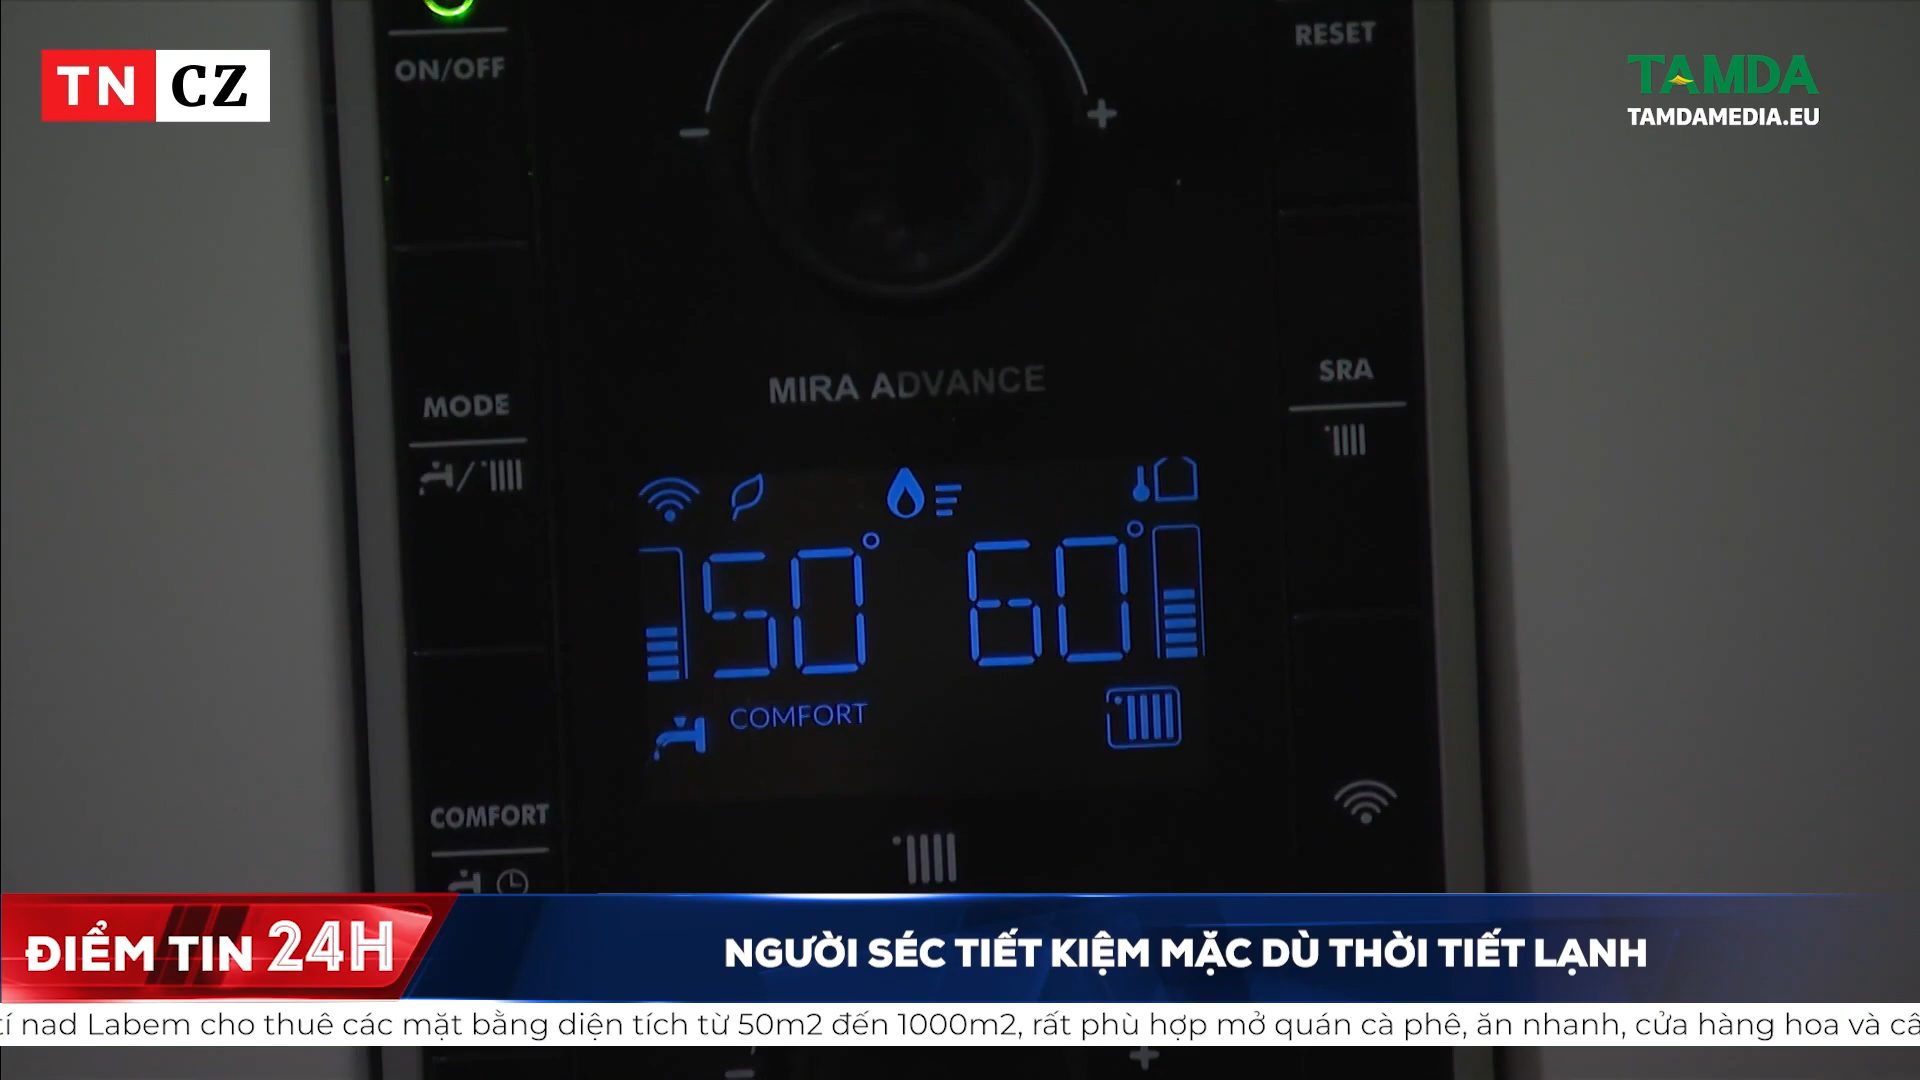 TN CZ
TAMDA
TAMDAMEDIA.EU
ON/OFF
RESET
- +
MIRA ADVANCE
MODE
SRA
50° 60°
COMFORT
COMFORT
ĐIỂM TIN 24H
NGƯỜI SÉC TIẾT KIỆM MẶC DÙ THỜI TIẾT LẠNH
tí nad Labem cho thuê các mặt bằng diện tích từ 50m2 đến 1000m2, rất phù hợp mở quán cà phê, ăn nhanh, cửa hàng hoa và câ
- +